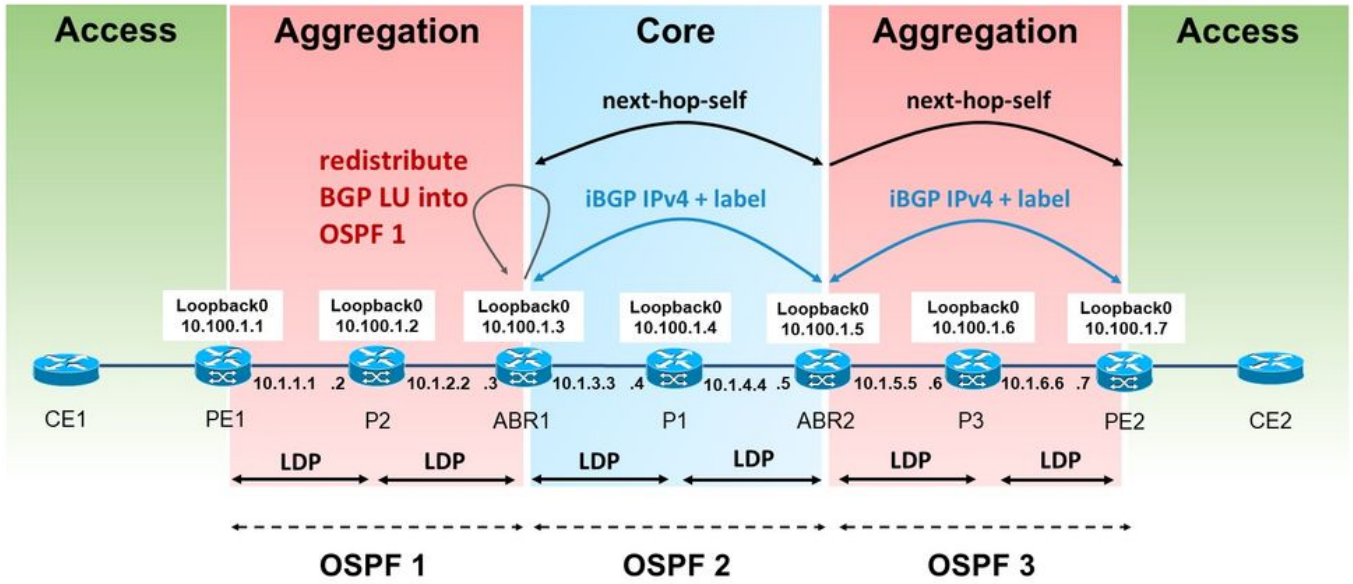 Access
Aggregation
Core
Aggregation
Access
next-hop-self
next-hop-self
redistribute
BGP LU into
OSPF 1
iBGP IPv4 + label
iBGP IPv4 + label
Loopback0
10.100.1.1
Loopback0
10.100.1.2
Loopback0
10.100.1.3
Loopback0
10.100.1.4
Loopback0
10.100.1.5
Loopback0
10.100.1.6
Loopback0
10.100.1.7
10.1.1.1 .2
10.1.2.2 .3
10.1.3.3 .4
10.1.4.4 .5
10.1.5.5 .6
10.1.6.6 .7
CE1
PE1
P2
ABR1
P1
ABR2
P3
PE2
CE2
LDP
LDP
LDP
LDP
LDP
LDP
OSPF 1
OSPF 2
OSPF 3